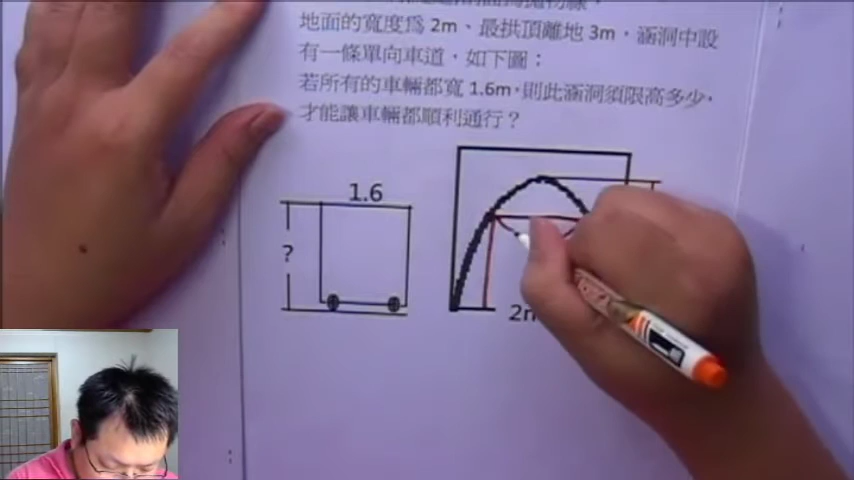 地面的寬度為 2m、最拱頂離地 3m，涵洞中設
有一條單向車道，如下圖：
若所有的車輛都寬 1.6m，則此涵洞須限高多少，
才能讓車輛都順利通行？
1.6
?